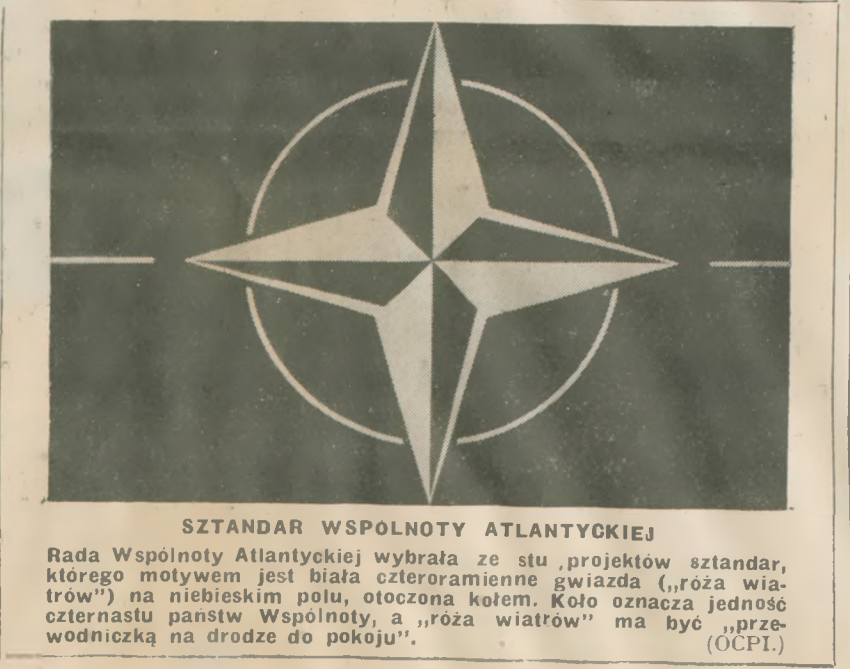 SZTANDAR WSPÓLNOTY ATLANTYCKIEJ
Rada Wspólnoty Atlantyckiej wybrała ze stu ,projektów sztandar,
którego motywem jest biała czteroramienne gwiazda („róża wia-
trów”) na niebieskim polu, otoczona kołem. Koło oznacza jedność
czternastu państw Wspólnoty, a „róża wiatrów” ma być „prze-
wodniczką na drodze do pokoju”.
(OCPI.)